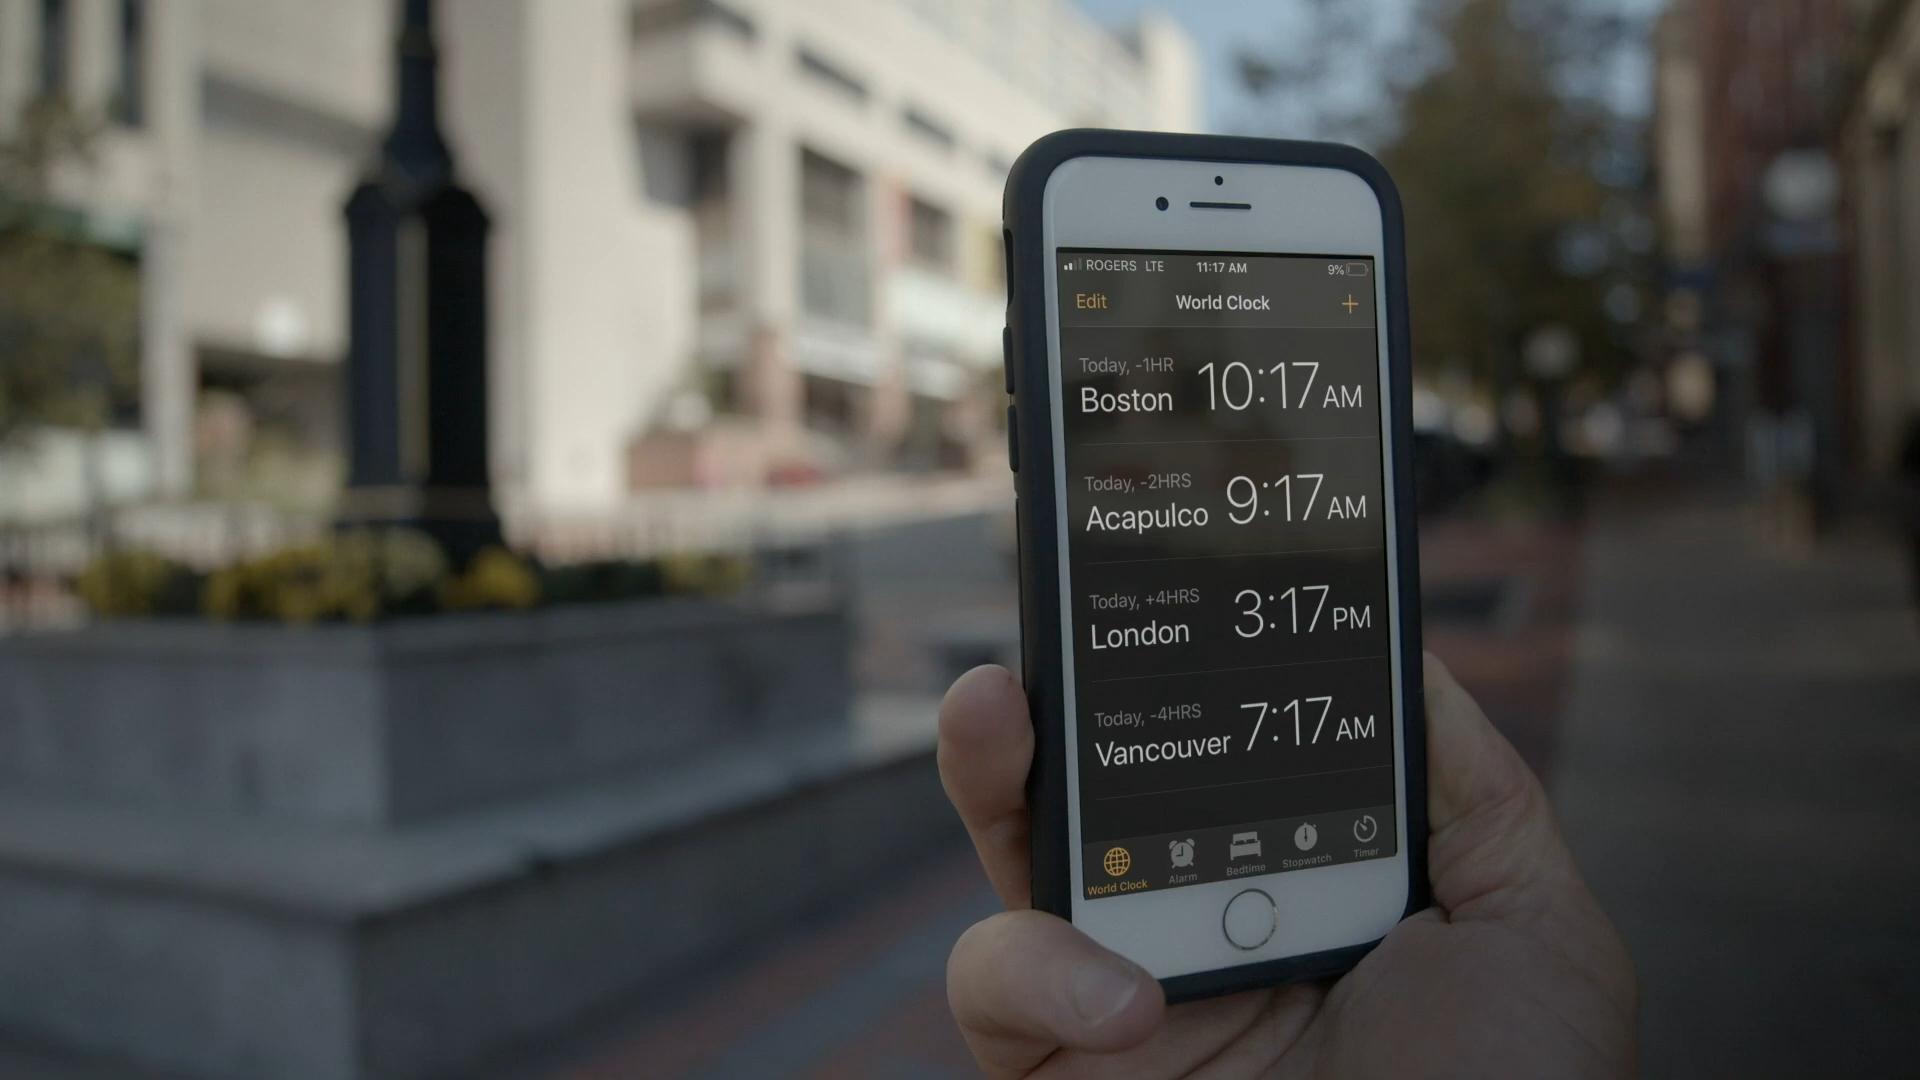 ROGERS LTE 11:17 AM 9%
Edit World Clock +
Today, -1HR
Boston 10:17AM
Today, -2HRS
Acapulco 9:17AM
Today, +4HRS
London 3:17PM
Today, -4HRS
Vancouver 7:17AM
World Clock Alarm Bedtime Stopwatch Timer